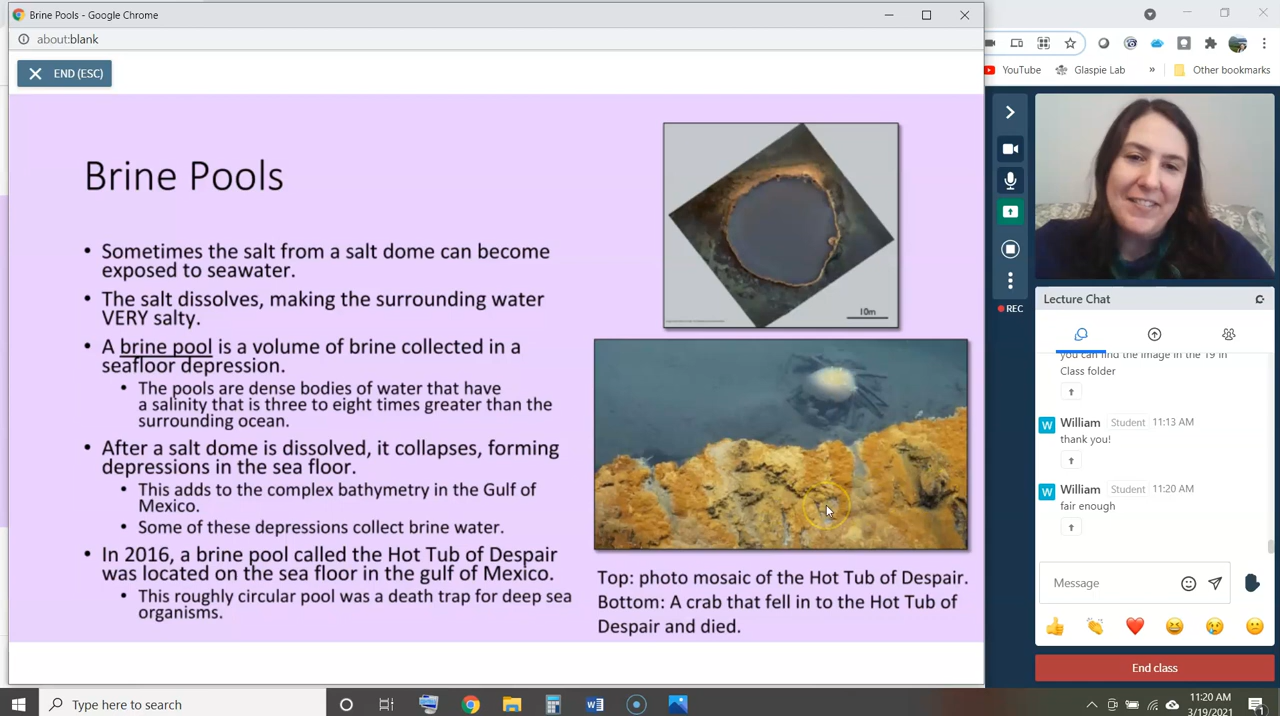 Brine Pools - Google Chrome
about:blank
END (ESC)
YouTube
Glaspie Lab
»
Other bookmarks
Brine Pools
• Sometimes the salt from a salt dome can become
exposed to seawater.
• The salt dissolves, making the surrounding water
VERY salty.
• A brine pool is a volume of brine collected in a
seafloor depression.
• The pools are dense bodies of water that have
a salinity that is three to eight times greater than the
surrounding ocean.
• After a salt dome is dissolved, it collapses, forming
depressions in the sea floor.
• This adds to the complex bathymetry in the Gulf of
Mexico.
• Some of these depressions collect brine water.
• In 2016, a brine pool called the Hot Tub of Despair
was located on the sea floor in the gulf of Mexico.
• This roughly circular pool was a death trap for deep sea
organisms.
10m
Top: photo mosaic of the Hot Tub of Despair.
Bottom: A crab that fell in to the Hot Tub of
Despair and died.
REC
Lecture Chat
you can find the image in the 19 in
Class folder
W William Student 11:13 AM
thank you!
W William Student 11:20 AM
fair enough
Message
End class
Type here to search
11:20 AM
3/19/2021
1